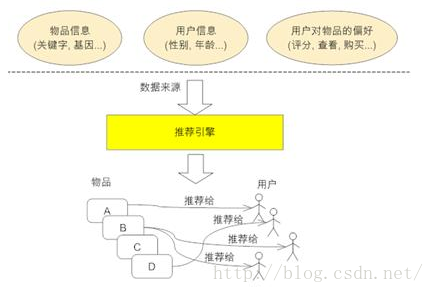 物品信息
(关键字, 基因...)
用户信息
(性别, 年龄...)
用户对物品的偏好
(评分, 查看, 购买...)
数据来源
推荐引擎
物品
用户
A
推荐给
B
推荐给
C
推荐给
D
推荐给
http://blog.csdn.net/